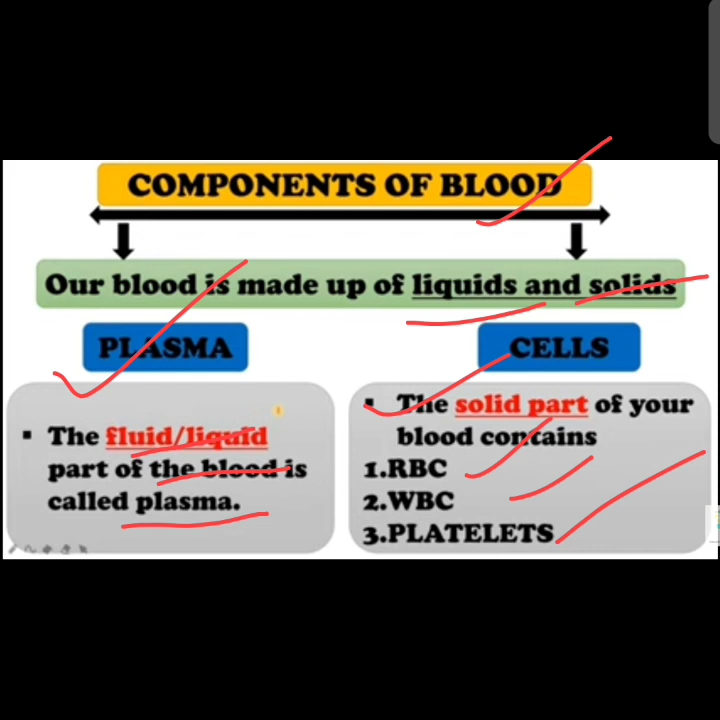 COMPONENTS OF BLOOD
Our blood is made up of liquids and solids
PLASMA
▪ The fluid/liquid
part of the blood is
called plasma.
CELLS
▪ The solid part of your
blood contains
1.RBC
2.WBC
3.PLATELETS